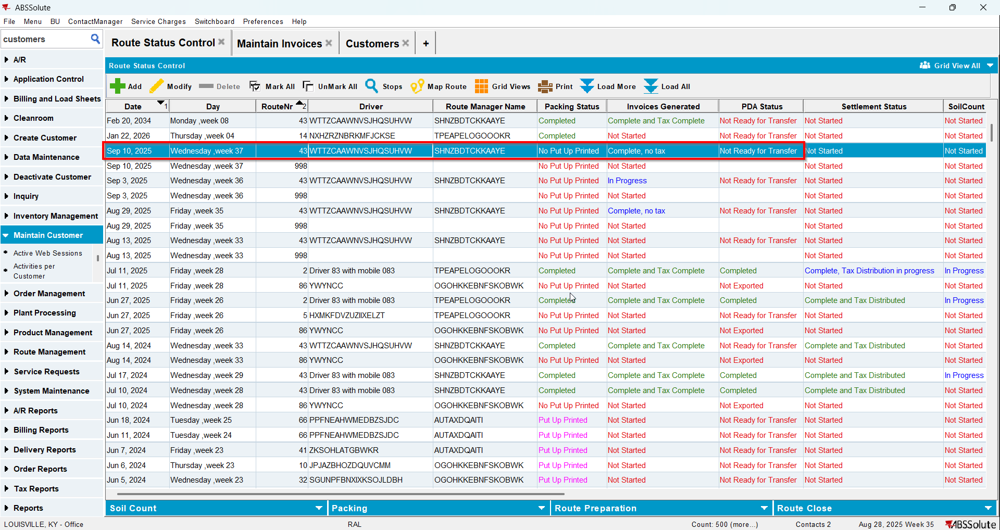 ABSSolute
File Menu BU ContactManager Service Charges Switchboard Preferences Help
customers
Route Status Control Maintain Invoices Customers +
Route Status Control Grid View All
Add Modify Delete Mark All UnMark All Stops Map Route Grid Views Print Load More Load All
A/R
Application Control
Billing and Load Sheets
Cleanroom
Create Customer
Data Maintenance
Deactivate Customer
Inquiry
Inventory Management
Maintain Customer
Active Web Sessions
Activities per
Customer
Order Management
Plant Processing
Product Management
Route Management
Service Requests
System Maintenance
A/R Reports
Billing Reports
Delivery Reports
Order Reports
Tax Reports
Reports
Date 1 Day RouteNr 2 Driver Route Manager Name Packing Status Invoices Generated PDA Status Settlement Status SoilCount
Feb 20, 2034 Monday ,week 08 43 WTTZCAAWNVSJHQSUHVW SHNZBDTCKKAAYE Completed Complete and Tax Complete Not Ready for Transfer Not Started Not Started
Jan 22, 2026 Thursday ,week 04 14 NXHZRZNBRKMFJCKSE TPEAPELOGOOOKR Completed Not Started Not Ready for Transfer Not Started Not Started
Sep 10, 2025 Wednesday ,week 37 43 WTTZCAAWNVSJHQSUHVW SHNZBDTCKKAAYE No Put Up Printed Complete, no tax Not Ready for Transfer Not Started Not Started
Sep 10, 2025 Wednesday ,week 37 998 No Put Up Printed Not Started Not Started Not Started
Sep 3, 2025 Wednesday ,week 36 43 WTTZCAAWNVSJHQSUHVW SHNZBDTCKKAAYE No Put Up Printed In Progress Not Ready for Transfer Not Started Not Started
Sep 3, 2025 Wednesday ,week 36 998 No Put Up Printed Not Started Not Started Not Started
Aug 29, 2025 Friday ,week 35 43 WTTZCAAWNVSJHQSUHVW SHNZBDTCKKAAYE No Put Up Printed Complete, no tax Not Ready for Transfer Not Started Not Started
Aug 29, 2025 Friday ,week 35 998 No Put Up Printed Not Started Not Started Not Started
Aug 13, 2025 Wednesday ,week 33 43 WTTZCAAWNVSJHQSUHVW SHNZBDTCKKAAYE No Put Up Printed Not Started Not Ready for Transfer Not Started Not Started
Aug 13, 2025 Wednesday ,week 33 998 No Put Up Printed Not Started Not Started Not Started
Jul 11, 2025 Friday ,week 28 2 Driver 83 with mobile 083 TPEAPELOGOOOKR Completed Complete and Tax Complete Completed Complete, Tax Distribution in progress In Progress
Jul 11, 2025 Friday ,week 28 86 YWYNCC OGOHKKEBNFSKOBWK No Put Up Printed Not Started Not Exported Not Started Not Started
Jun 27, 2025 Friday ,week 26 2 Driver 83 with mobile 083 TPEAPELOGOOOKR Completed Complete and Tax Complete Completed Complete and Tax Distributed In Progress
Jun 27, 2025 Friday ,week 26 5 HXMKFDVZUZIIXELZT TPEAPELOGOOOKR No Put Up Printed Not Started Not Ready for Transfer Not Started Not Started
Jun 27, 2025 Friday ,week 26 86 YWYNCC OGOHKKEBNFSKOBWK No Put Up Printed Not Started Not Exported Not Started Not Started
Aug 14, 2024 Wednesday ,week 33 43 WTTZCAAWNVSJHQSUHVW SHNZBDTCKKAAYE Completed Complete and Tax Complete Not Ready for Transfer Complete and Tax Distributed Not Started
Aug 14, 2024 Wednesday ,week 33 86 YWYNCC OGOHKKEBNFSKOBWK No Put Up Printed Not Started Not Exported Not Started Not Started
Jul 17, 2024 Wednesday ,week 29 43 Driver 83 with mobile 083 SHNZBDTCKKAAYE Completed Complete and Tax Complete Completed Complete and Tax Distributed In Progress
Jul 10, 2024 Wednesday ,week 28 43 Driver 83 with mobile 083 SHNZBDTCKKAAYE Completed Complete and Tax Complete Completed Complete and Tax Distributed Not Started
Jul 10, 2024 Wednesday ,week 28 86 YWYNCC OGOHKKEBNFSKOBWK No Put Up Printed Not Started Not Exported Not Started Not Started
Jun 18, 2024 Tuesday ,week 25 66 PPFNEAHWMEDBZSJDC AUTAXDQAITI Put Up Printed Not Started Not Ready for Transfer Not Started Not Started
Jun 11, 2024 Tuesday ,week 24 66 PPFNEAHWMEDBZSJDC AUTAXDQAITI Put Up Printed Not Started Not Ready for Transfer Not Started Not Started
Jun 7, 2024 Friday ,week 23 41 ZKSOHLATGBWKR AUTAXDQAITI Put Up Printed Not Started Not Ready for Transfer Not Started Not Started
Jun 6, 2024 Thursday ,week 23 10 JPJAZBHOZDQUVCMM OGOHKKEBNFSKOBWK Put Up Printed Not Started Not Ready for Transfer Not Started Not Started
Jun 5, 2024 Wednesday ,week 23 32 SGUNPFBNXIXKSOJLDBH OGOHKKEBNFSKOBWK Put Up Printed Not Started Not Ready for Transfer Not Started Not Started
Soil Count Packing Route Preparation Route Close
LOUISVILLE, KY - Office RAL Count: 500 (more...) Contacts 2 Aug 28, 2025 Week 35 ABSSolute